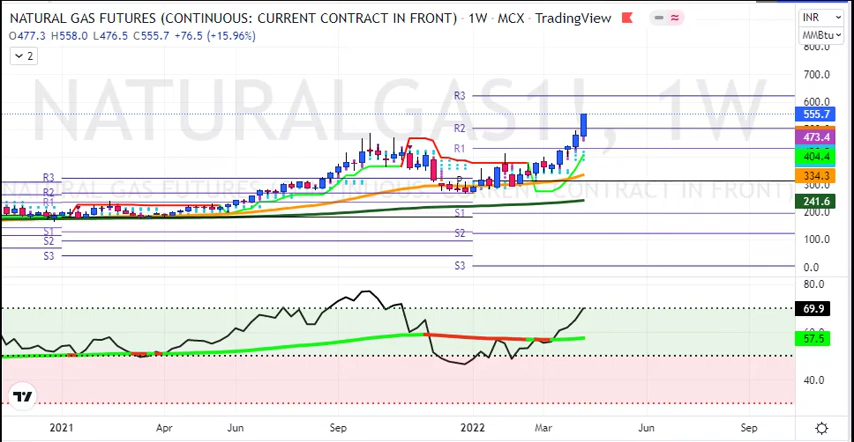 NATURAL GAS FUTURES (CONTINUOUS: CURRENT CONTRACT IN FRONT) · 1W · MCX · TradingView
O477.3 H558.0 L476.5 C555.7 +76.5 (+15.96%)
2
INR
MMBtu
NATURALGAS1!, 1W
800.0
700.0
600.0
555.7
473.4
404.4
334.3
300.0
241.6
200.0
100.0
0.0
R3
R2
R1
P
S1
S2
S3
R3
R2
R1
S1
S2
S3
80.0
69.9
57.5
40.0
2021
Apr
Jun
Sep
2022
Mar
Jun
Sep